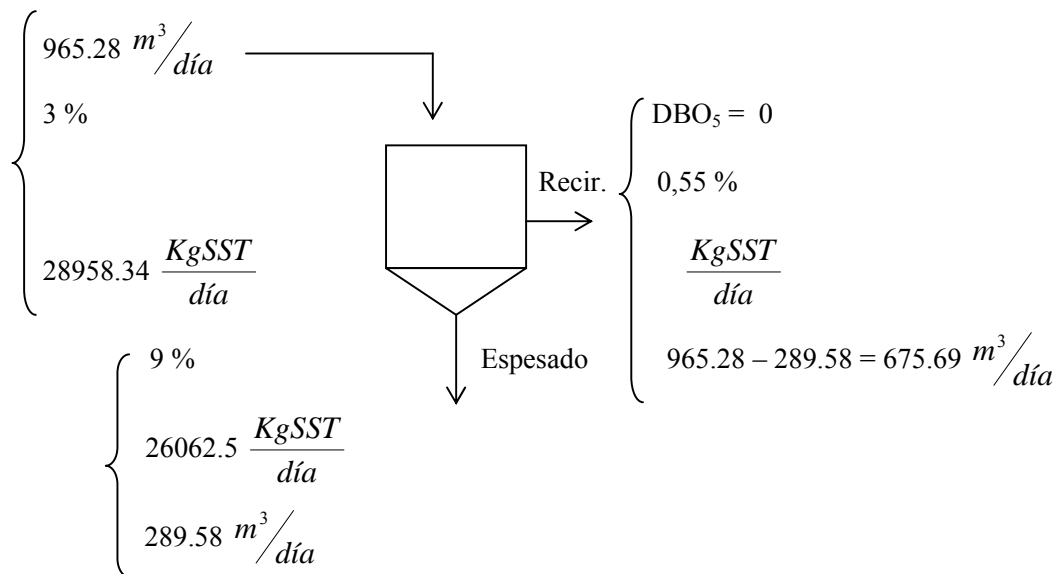 965.28 m³/día
3 %
28958.34 KgSST/día
DBO₅ = 0
Recir.
0,55 %
KgSST/día
965.28 – 289.58 = 675.69 m³/día
Espesado
9 %
26062.5 KgSST/día
289.58 m³/día